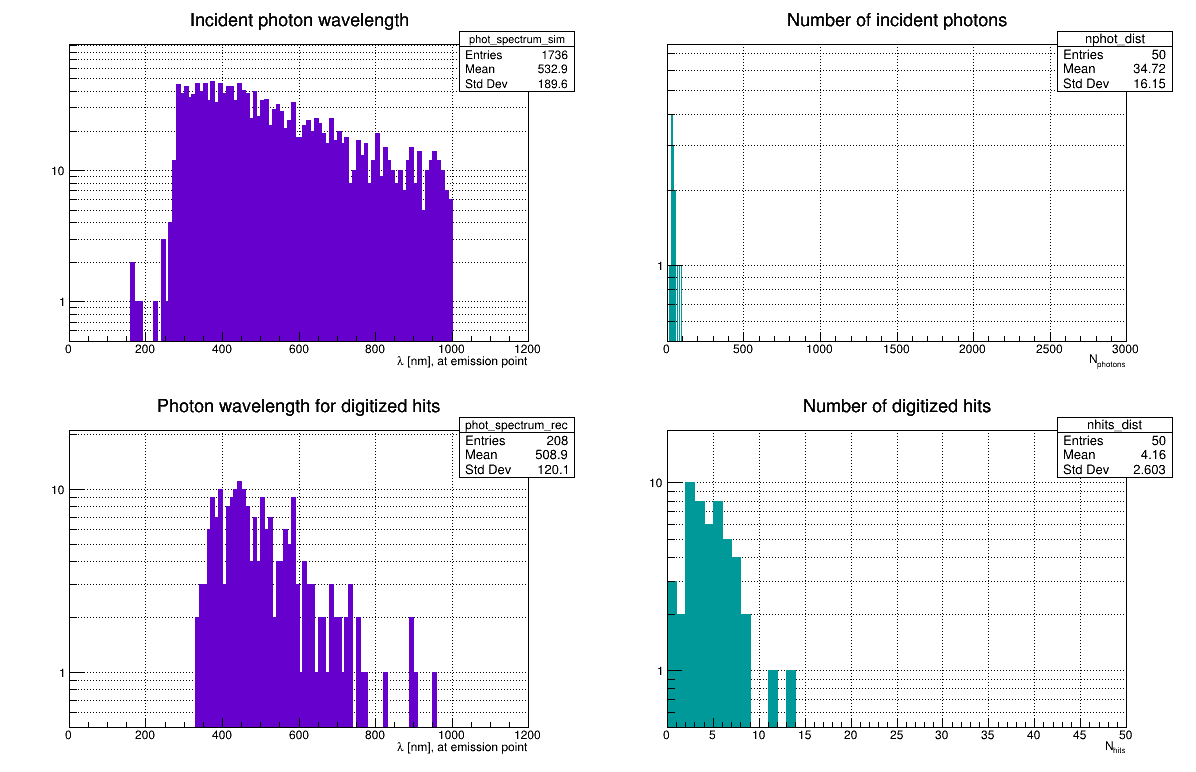 Incident photon wavelength
phot_spectrum_sim
Entries 1736
Mean 532.9
Std Dev 189.6
10
1
0 200 400 600 800 1000 1200
λ [nm], at emission point
Number of incident photons
nphot_dist
Entries 50
Mean 34.72
Std Dev 16.15
1
0 500 1000 1500 2000 2500 3000
Nphotons
Photon wavelength for digitized hits
phot_spectrum_rec
Entries 208
Mean 508.9
Std Dev 120.1
10
1
0 200 400 600 800 1000 1200
λ [nm], at emission point
Number of digitized hits
nhits_dist
Entries 50
Mean 4.16
Std Dev 2.603
10
1
0 5 10 15 20 25 30 35 40 45 50
Nhits